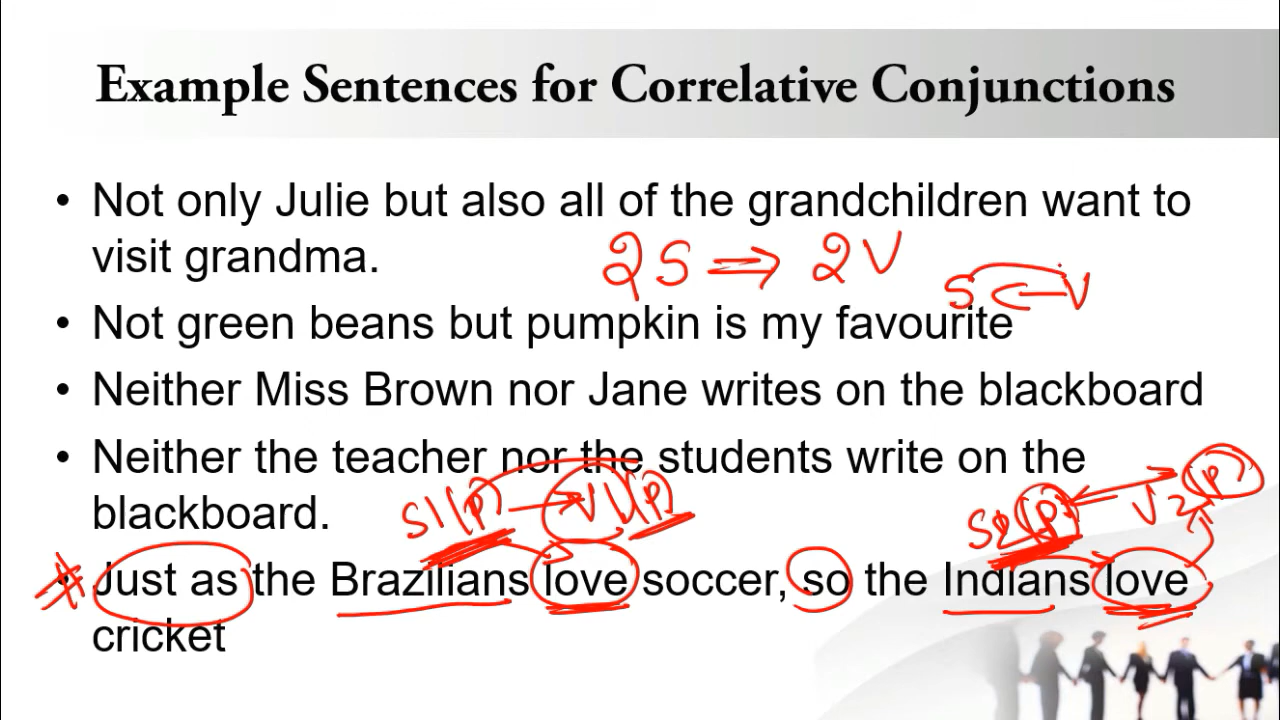 Example Sentences for Correlative Conjunctions
• Not only Julie but also all of the grandchildren want to
visit grandma.
2S ⇒ 2V
S ← V
• Not green beans but pumpkin is my favourite
• Neither Miss Brown nor Jane writes on the blackboard
• Neither the teacher nor the students write on the
blackboard.
S1(P) → V1(P)
S2(P) V2(P)
• Just as the Brazilians love soccer, so the Indians love
cricket